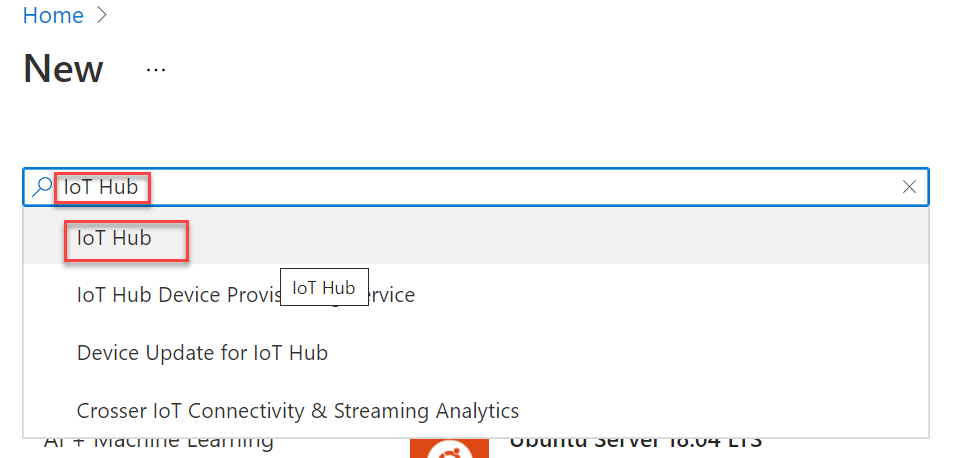 Home >
New ...
IoT Hub
IoT Hub
IoT Hub Device Provis ervice
IoT Hub
Device Update for IoT Hub
Crosser IoT Connectivity & Streaming Analytics
AI + Machine Learning
Ubuntu Server 18.04 LTS